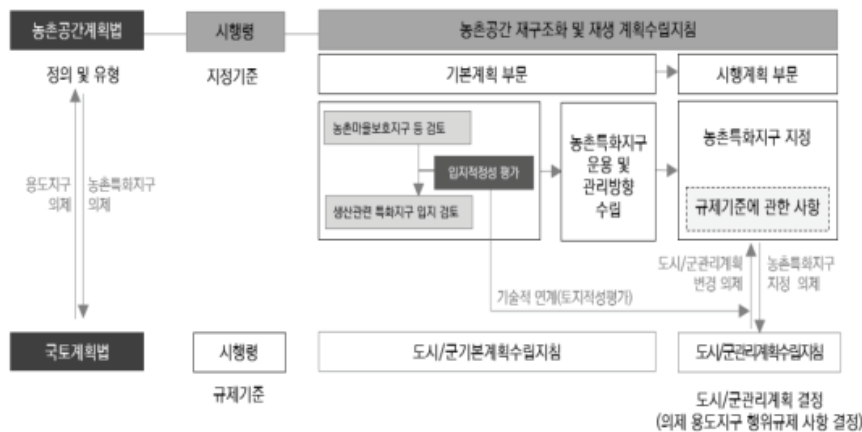 농촌공간계획법
시행령
농촌공간 재구조화 및 재생 계획수립지침
정의 및 유형
지정기준
기본계획 부문
시행계획 부문
농촌마을보호지구 등 검토
입지적정성 평가
생산관련 특화지구 입지 검토
농촌특화지구
운용 및
관리방향
수립
농촌특화지구 지정
규제기준에 관한 사항
용도지구
의제
농촌특화지구
의제
도시/군관리계획
변경 의제
농촌특화지구
지정 의제
기술적 연계(토지적성평가)
국토계획법
시행령
도시/군기본계획수립지침
도시/군관리계획수립지침
규제기준
도시/군관리계획 결정
(의제 용도지구 행위규제 사항 결정)